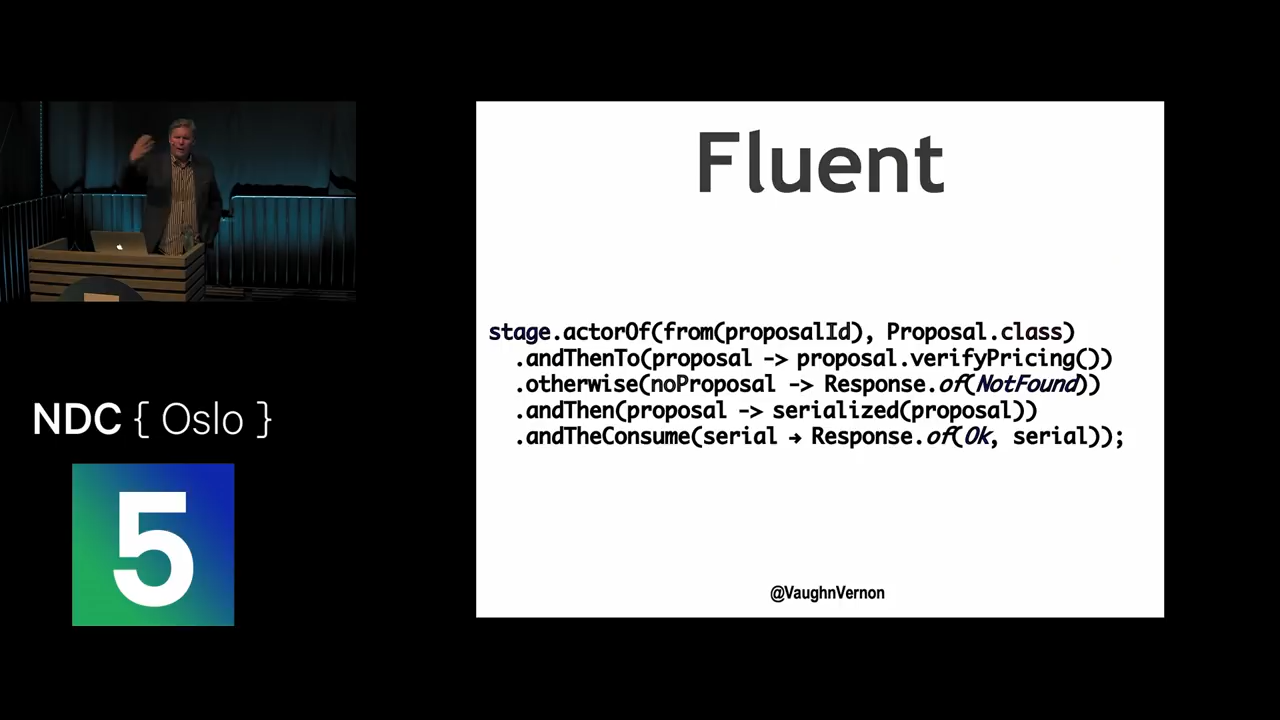 Fluent
stage.actorOf(from(proposalId), Proposal.class)
.andThenTo(proposal -> proposal.verifyPricing())
.otherwise(noProposal -> Response.of(NotFound))
.andThen(proposal -> serialized(proposal))
.andTheConsume(serial → Response.of(Ok, serial));
@VaughnVernon
NDC { Oslo }
5